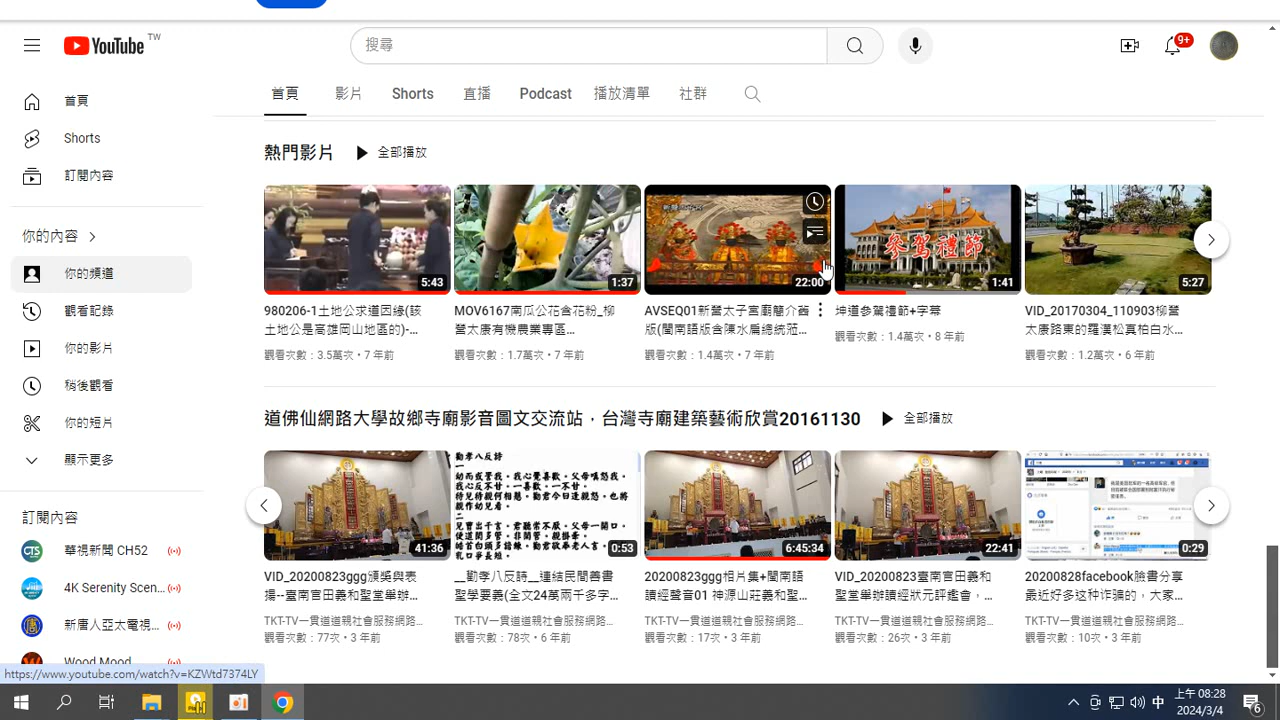 YouTube TW
搜尋
9+
首頁
影片
Shorts
直播
Podcast
播放清單
社群
首頁
Shorts
訂閱內容
你的內容
你的頻道
觀看記錄
你的影片
稍後觀看
你的短片
顯示更多
訂閱內容
CTS 華視新聞 CH52
4K Serenity Scen...
新唐人亞太電視...
Wood Mood
熱門影片 全部播放
5:43
1:37
22:00
參駕禮節
1:41
5:27
980206-1土地公求道因緣(該
土地公是高雄岡山地區的)-...
觀看次數：3.5萬次 • 7 年前
MOV6167南瓜公花含花粉_柳
營太康有機農業專區...
觀看次數：1.7萬次 • 7 年前
AVSEQ01新營太子宮廟簡介舊
版(閩南語版含陳水扁總統蒞...
觀看次數：1.4萬次 • 7 年前
坤道參駕禮節+字幕
觀看次數：1.4萬次 • 8 年前
VID_20170304_110903柳營
太康路東的羅漢松真柏白水...
觀看次數：1.2萬次 • 6 年前
道佛仙網路大學故鄉寺廟影音圖文交流站，台灣寺廟建築藝術欣賞20161130 全部播放
41:36
勸孝八反詩
0:53
6:45:34
22:41
0:29
VID_20200823ggg頒獎與表
揚--臺南官田義和聖堂舉辦...
TKT-TV一貫道道親社會服務網路...
觀看次數：77次 • 3 年前
__勸孝八反詩__連結民間善書
聖學要義(全文24萬兩千多字...
TKT-TV一貫道道親社會服務網路...
觀看次數：78次 • 6 年前
20200823ggg相片集+閩南語
讀經聲音01 神源山莊義和聖...
TKT-TV一貫道道親社會服務網路...
觀看次數：17次 • 3 年前
VID_20200823臺南官田義和
聖堂舉辦讀經狀元評鑑會，...
TKT-TV一貫道道親社會服務網路...
觀看次數：26次 • 3 年前
20200828facebook臉書分享
最近好多这种诈骗的，大家...
TKT-TV一貫道道親社會服務網路...
觀看次數：10次 • 3 年前
https://www.youtube.com/watch?v=KZWtd7374LY
中
上午 08:28
2024/3/4
6